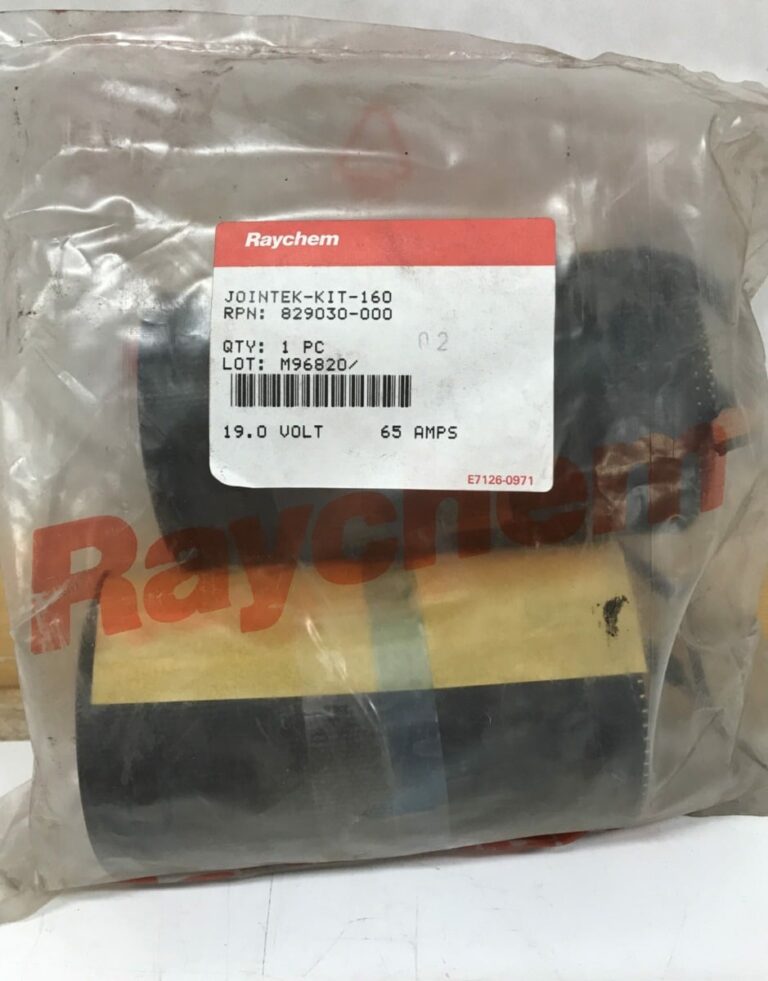 Raychem
JOINTEK-KIT-160
RPN: 829030-000
QTY: 1 PC
02
LOT: M96820/
19.0 VOLT 65 AMPS
E7126-0971
Raychem